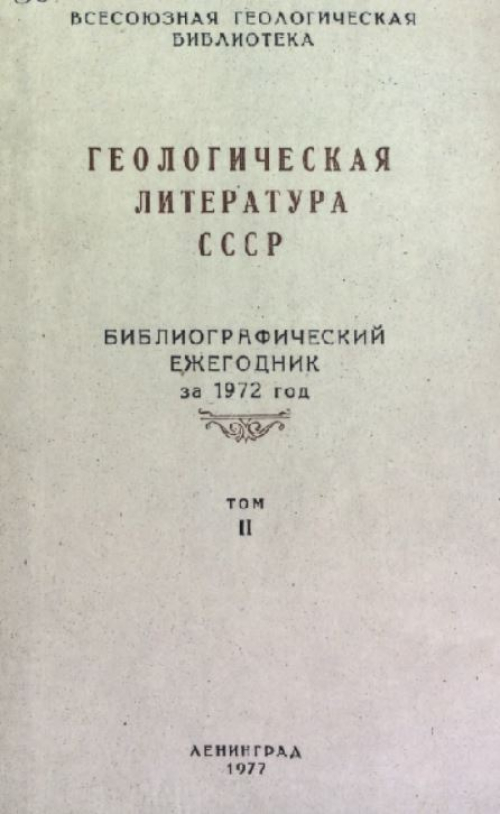 ВСЕСОЮЗНАЯ ГЕОЛОГИЧЕСКАЯ
БИБЛИОТЕКА
ГЕОЛОГИЧЕСКАЯ
ЛИТЕРАТУРА
СССР
БИБЛИОГРАФИЧЕСКИЙ
ЕЖЕГОДНИК
за 1972 год
ТОМ
II
ЛЕНИНГРАД
1977